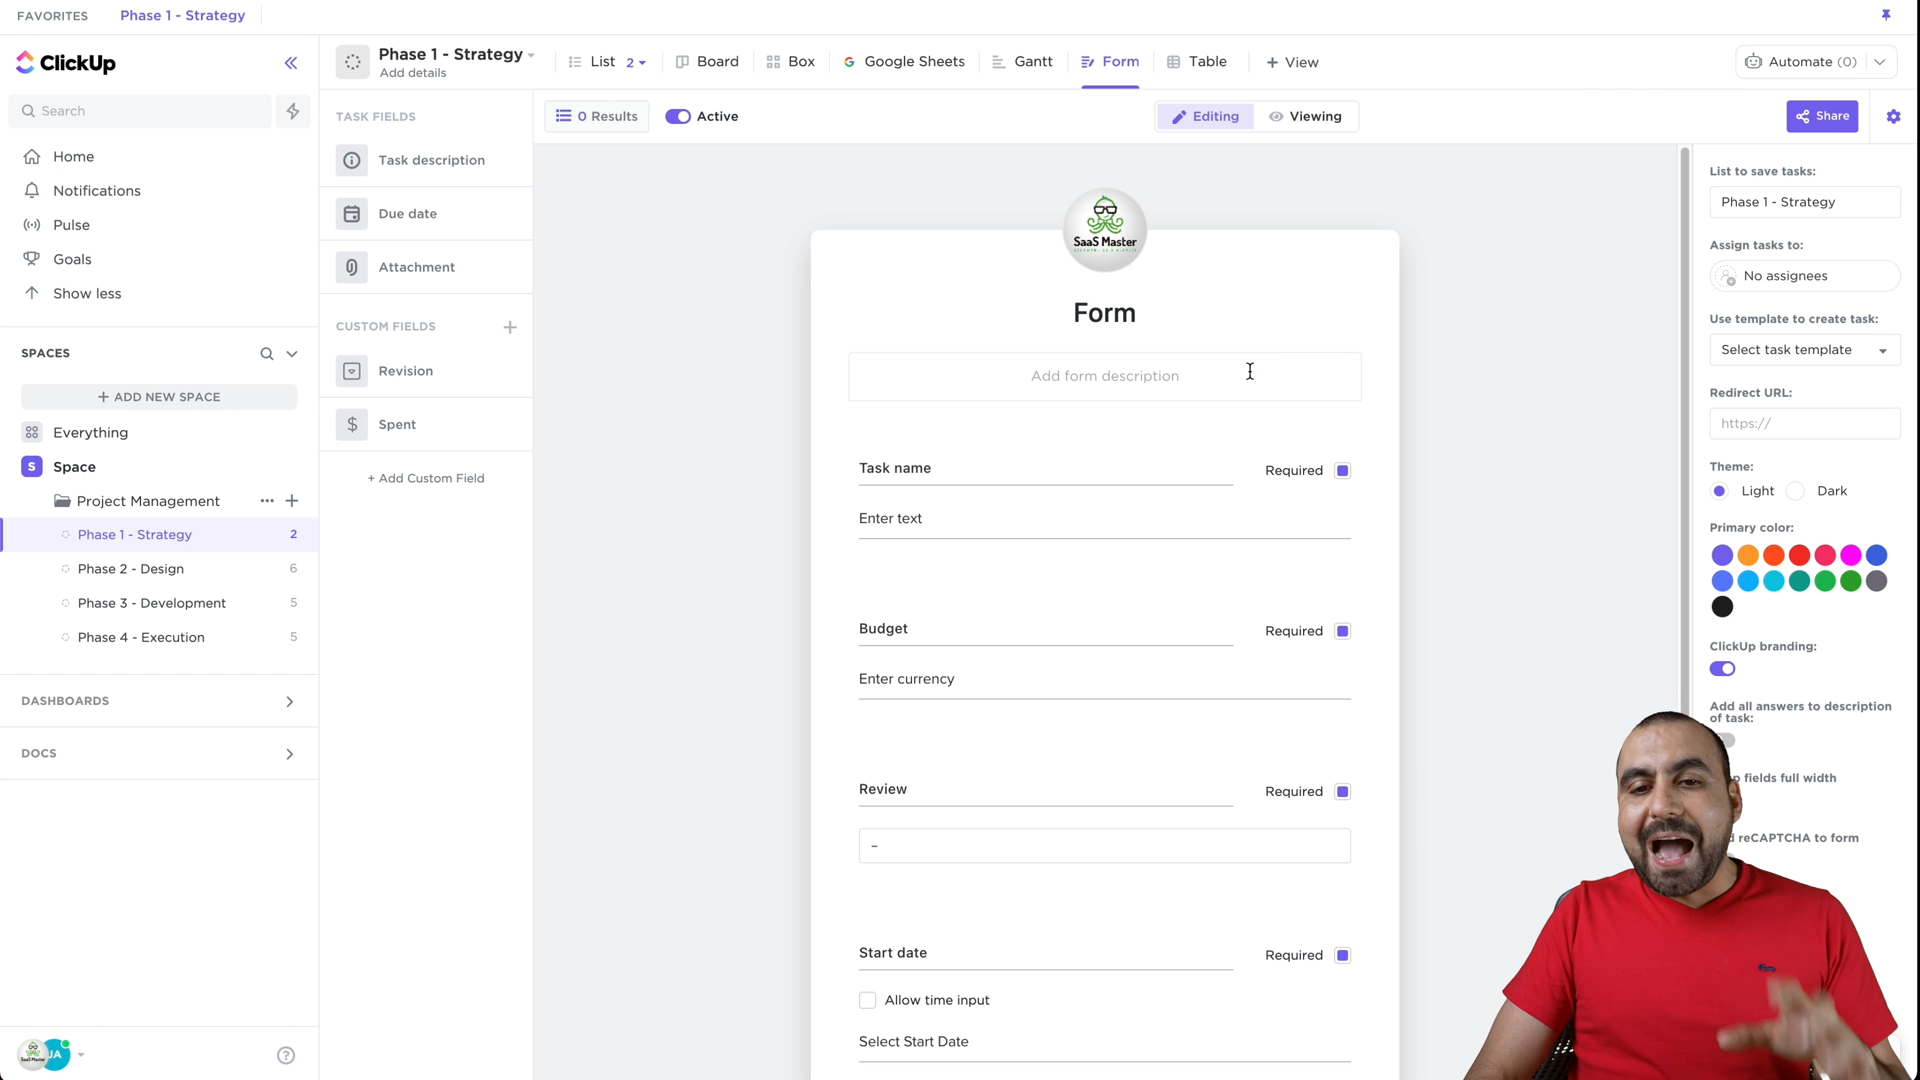 FAVORITES
Phase 1 - Strategy
ClickUp
Search
Home
Notifications
Pulse
Goals
Show less
SPACES
+ ADD NEW SPACE
Everything
S Space
Project Management
Phase 1 - Strategy 2
Phase 2 - Design 6
Phase 3 - Development 5
Phase 4 - Execution 5
DASHBOARDS
DOCS
JA
Phase 1 - Strategy
Add details
List 2
Board
Box
Google Sheets
Gantt
Form
Table
+ View
Automate (0)
TASK FIELDS
Task description
Due date
Attachment
CUSTOM FIELDS
Revision
Spent
+ Add Custom Field
0 Results
Active
Editing
Viewing
Share
SaaS Master
Form
Add form description
Task name
Required
Enter text
Budget
Required
Enter currency
Review
Required
–
Start date
Required
Allow time input
Select Start Date
List to save tasks:
Phase 1 - Strategy
Assign tasks to:
No assignees
Use template to create task:
Select task template
Redirect URL:
https://
Theme:
Light
Dark
Primary color:
ClickUp branding:
Add all answers to description
of task:
fields full width
reCAPTCHA to form